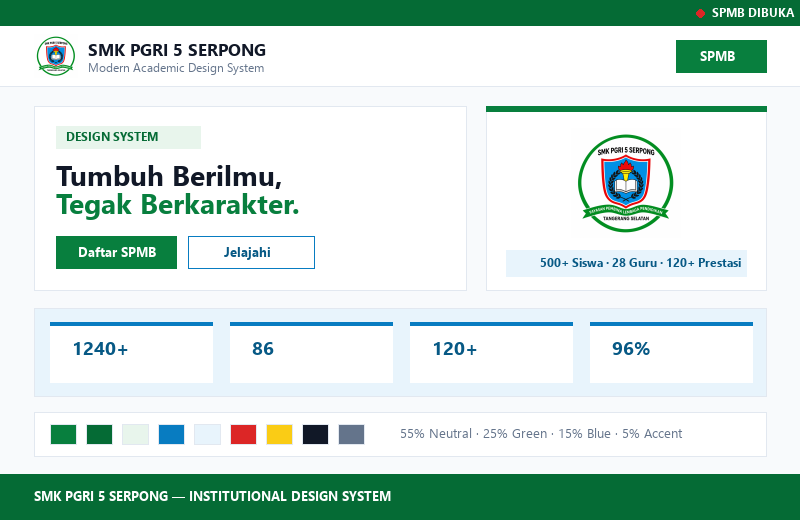 SPMB DIBUKA
SMK PGRI 5 SERPONG
Modern Academic Design System
SPMB
DESIGN SYSTEM
Tumbuh Berilmu,
Tegak Berkarakter.
Daftar SPMB
Jelajahi
SMK PGRI 5 SERPONG
TANGERANG SELATAN
500+ Siswa · 28 Guru · 120+ Prestasi
1240+
86
120+
96%
55% Neutral · 25% Green · 15% Blue · 5% Accent
SMK PGRI 5 SERPONG — INSTITUTIONAL DESIGN SYSTEM